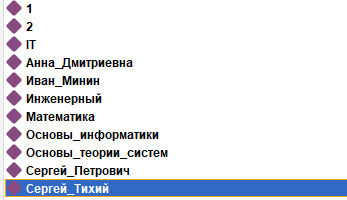 1
2
IT
Анна_Дмитриевна
Иван_Минин
Инженерный
Математика
Основы_информатики
Основы_теории_систем
Сергей_Петрович
Сергей_Тихий